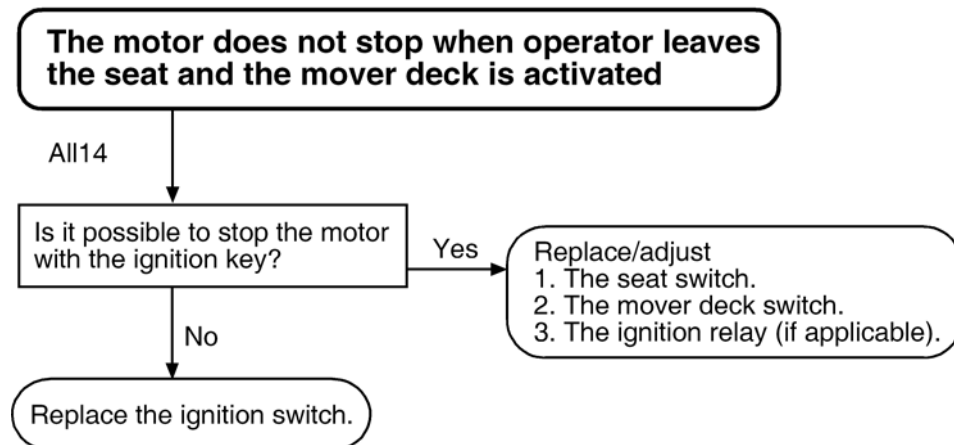 The motor does not stop when operator leaves
the seat and the mover deck is activated
All14
Is it possible to stop the motor
with the ignition key?
Yes
Replace/adjust
1. The seat switch.
2. The mover deck switch.
3. The ignition relay (if applicable).
No
Replace the ignition switch.